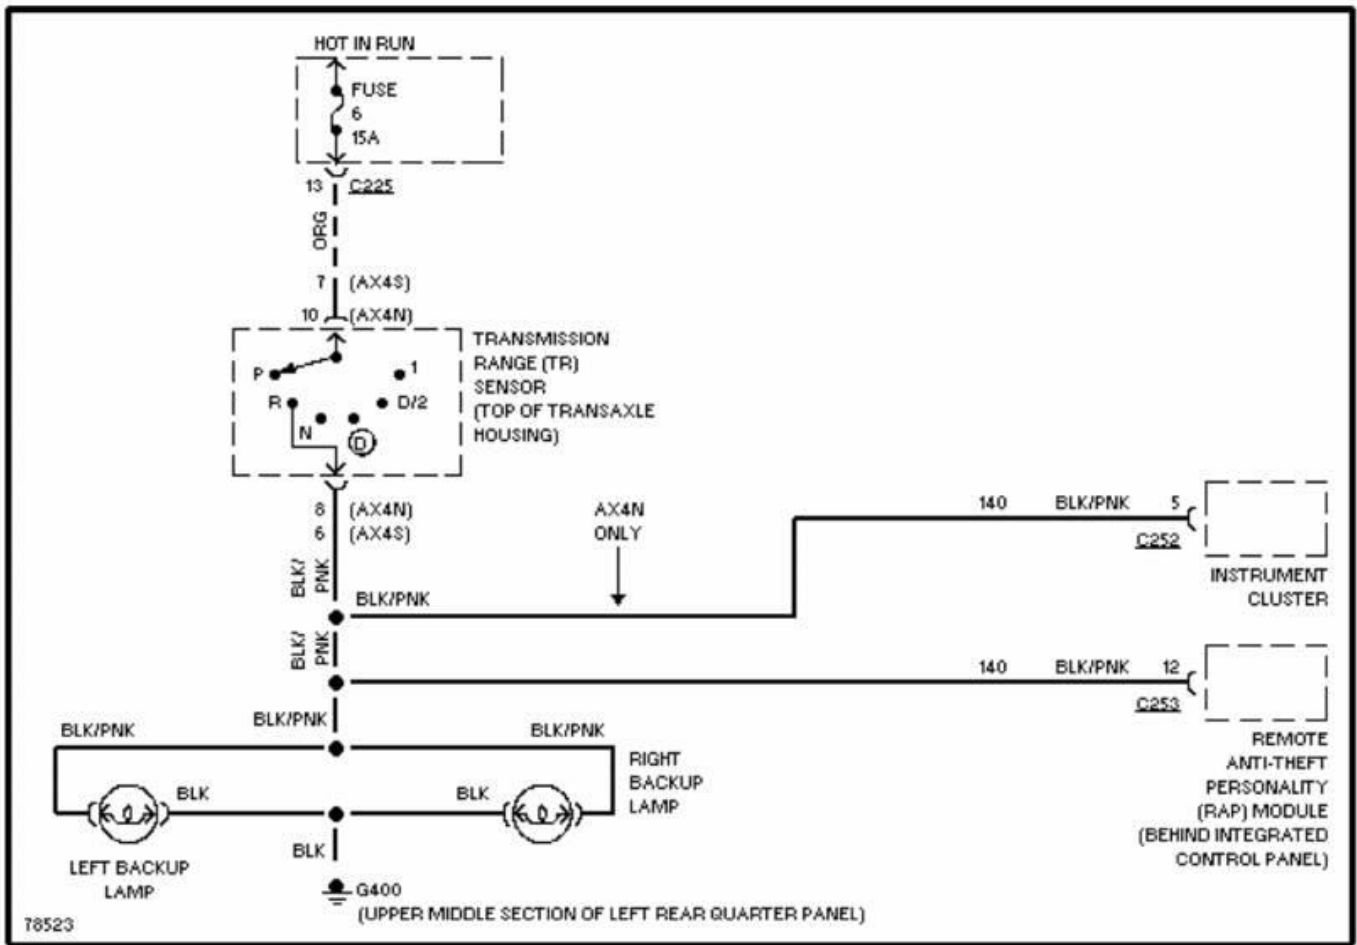 HOT IN RUN
FUSE
6
15A
13 C225
ORG
7 (AX4S)
10 (AX4N)
TRANSMISSION
RANGE (TR)
SENSOR
(TOP OF TRANSAXLE
HOUSING)
P
1
R
D/2
N
D
8 (AX4N)
6 (AX4S)
AX4N
ONLY
140 BLK/PNK 5
C252
INSTRUMENT
CLUSTER
BLK/
PNK
BLK/PNK
BLK/
PNK
140 BLK/PNK 12
C253
REMOTE
ANTI-THEFT
PERSONALITY
(RAP) MODULE
(BEHIND INTEGRATED
CONTROL PANEL)
BLK/PNK
BLK/PNK
BLK/PNK
RIGHT
BACKUP
LAMP
BLK
BLK
LEFT BACKUP
LAMP
BLK
G400
(UPPER MIDDLE SECTION OF LEFT REAR QUARTER PANEL)
78523